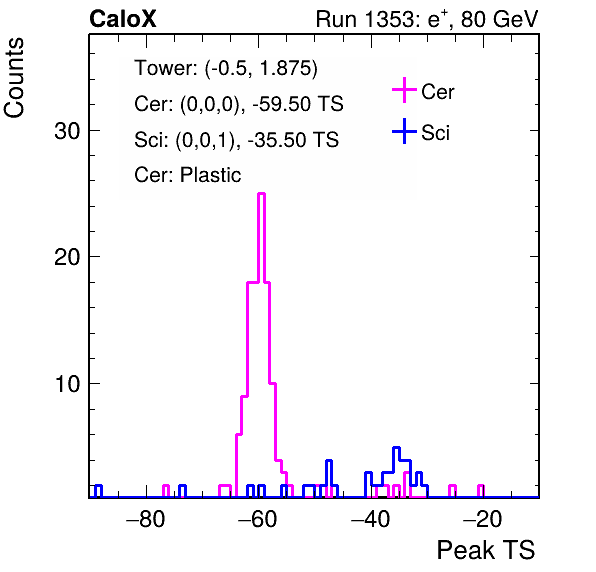 CaloX Run 1353: e⁺, 80 GeV
Counts
Tower: (-0.5, 1.875)
Cer: (0,0,0), -59.50 TS
Sci: (0,0,1), -35.50 TS
Cer: Plastic
Cer
Sci
30
20
10
−80 −60 −40 −20
Peak TS